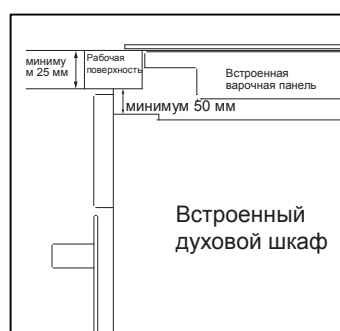 миниму
м 25 мм
Рабочая
поверхность
Встроенная
варочная панель
минимум 50 мм
Встроенный
духовой шкаф